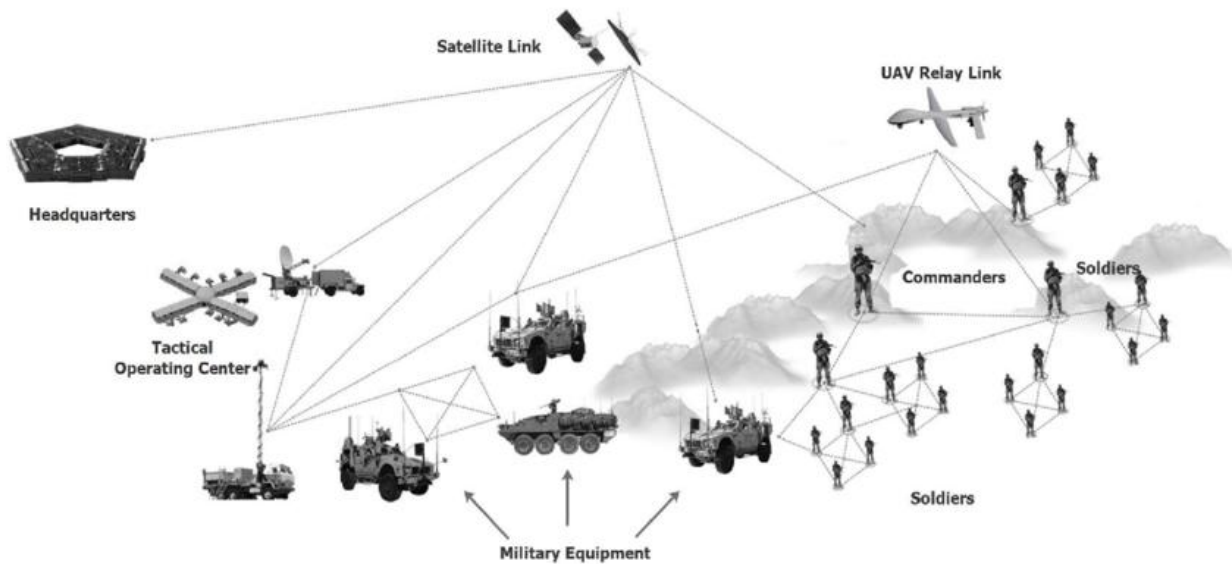 Satellite Link
UAV Relay Link
Headquarters
Commanders
Soldiers
Tactical
Operating Center
Soldiers
Military Equipment